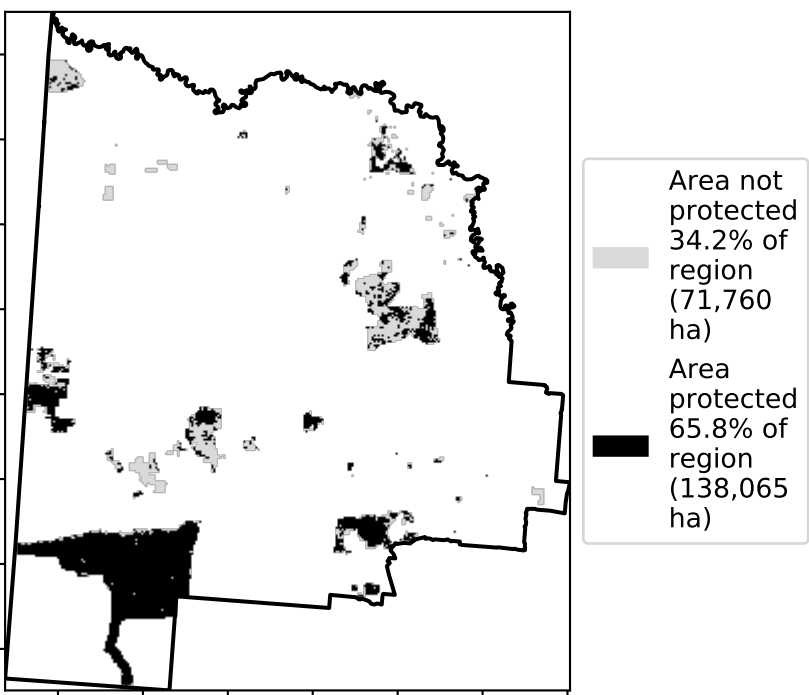 Area not
protected
34.2% of
region
(71,760
ha)
Area
protected
65.8% of
region
(138,065
ha)